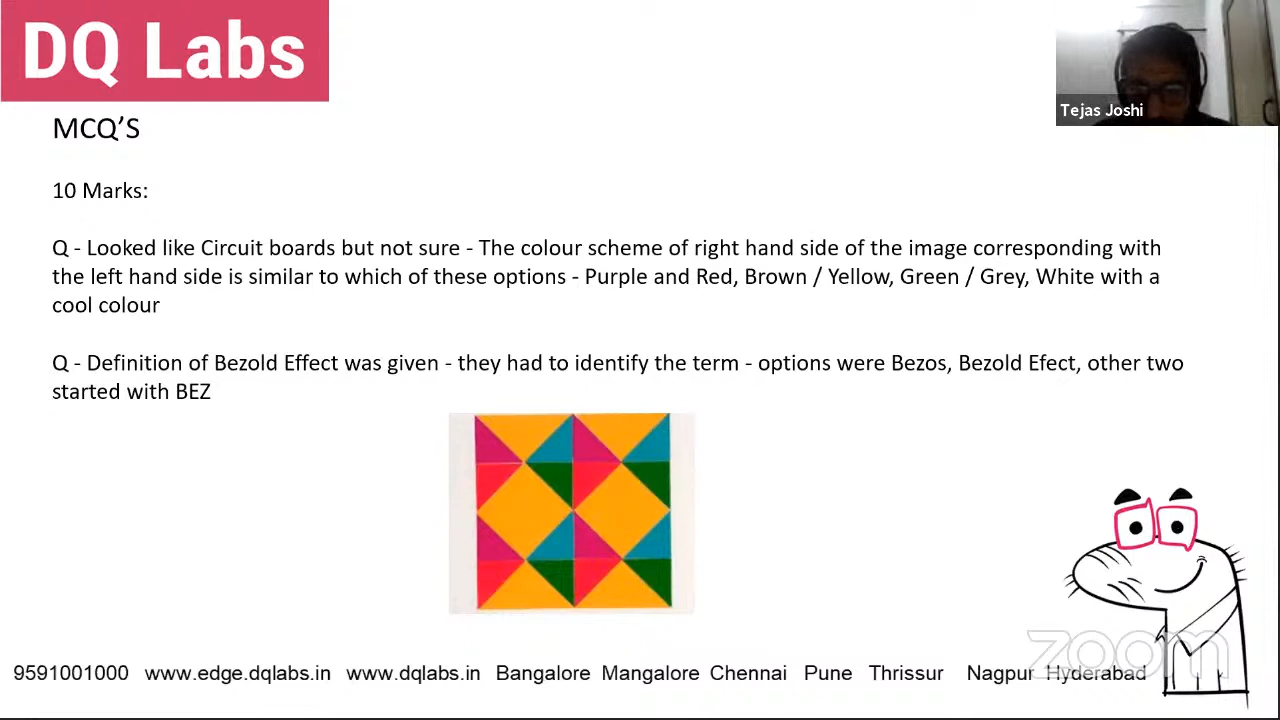 DQ Labs
Tejas Joshi
MCQ’S
10 Marks:
Q - Looked like Circuit boards but not sure - The colour scheme of right hand side of the image corresponding with
the left hand side is similar to which of these options - Purple and Red, Brown / Yellow, Green / Grey, White with a
cool colour
Q - Definition of Bezold Effect was given - they had to identify the term - options were Bezos, Bezold Efect, other two
started with BEZ
zoom
9591001000 www.edge.dqlabs.in www.dqlabs.in Bangalore Mangalore Chennai Pune Thrissur Nagpur Hyderabad